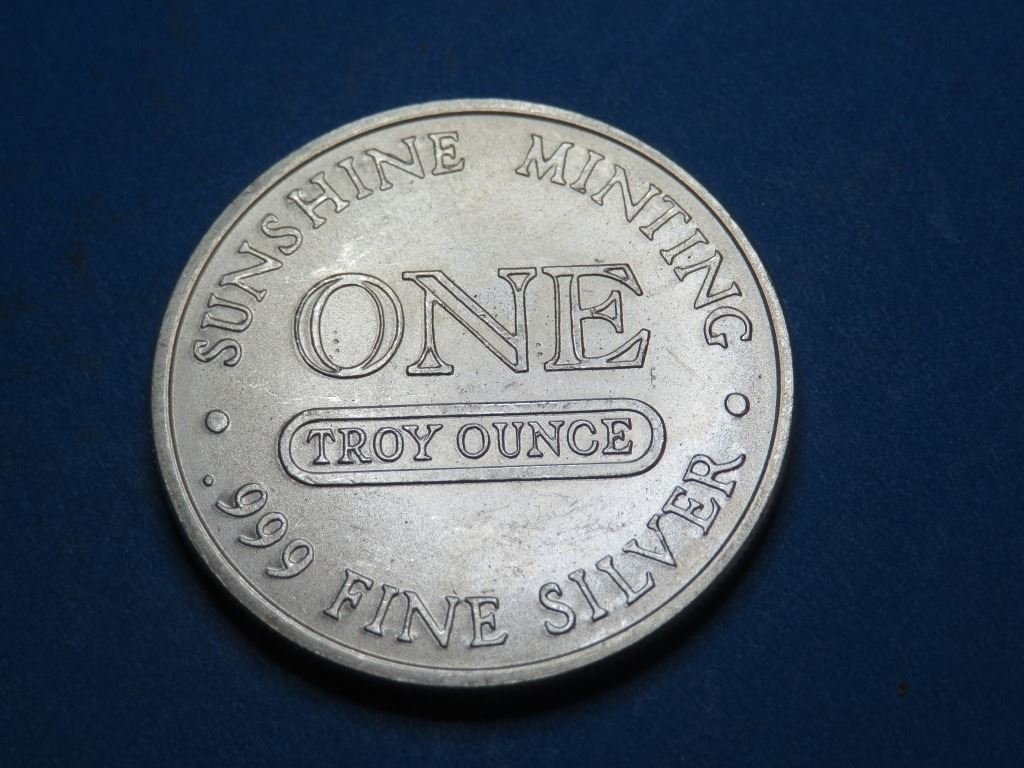 SUNSHINE MINTING
ONE
TROY OUNCE
.999 FINE SILVER